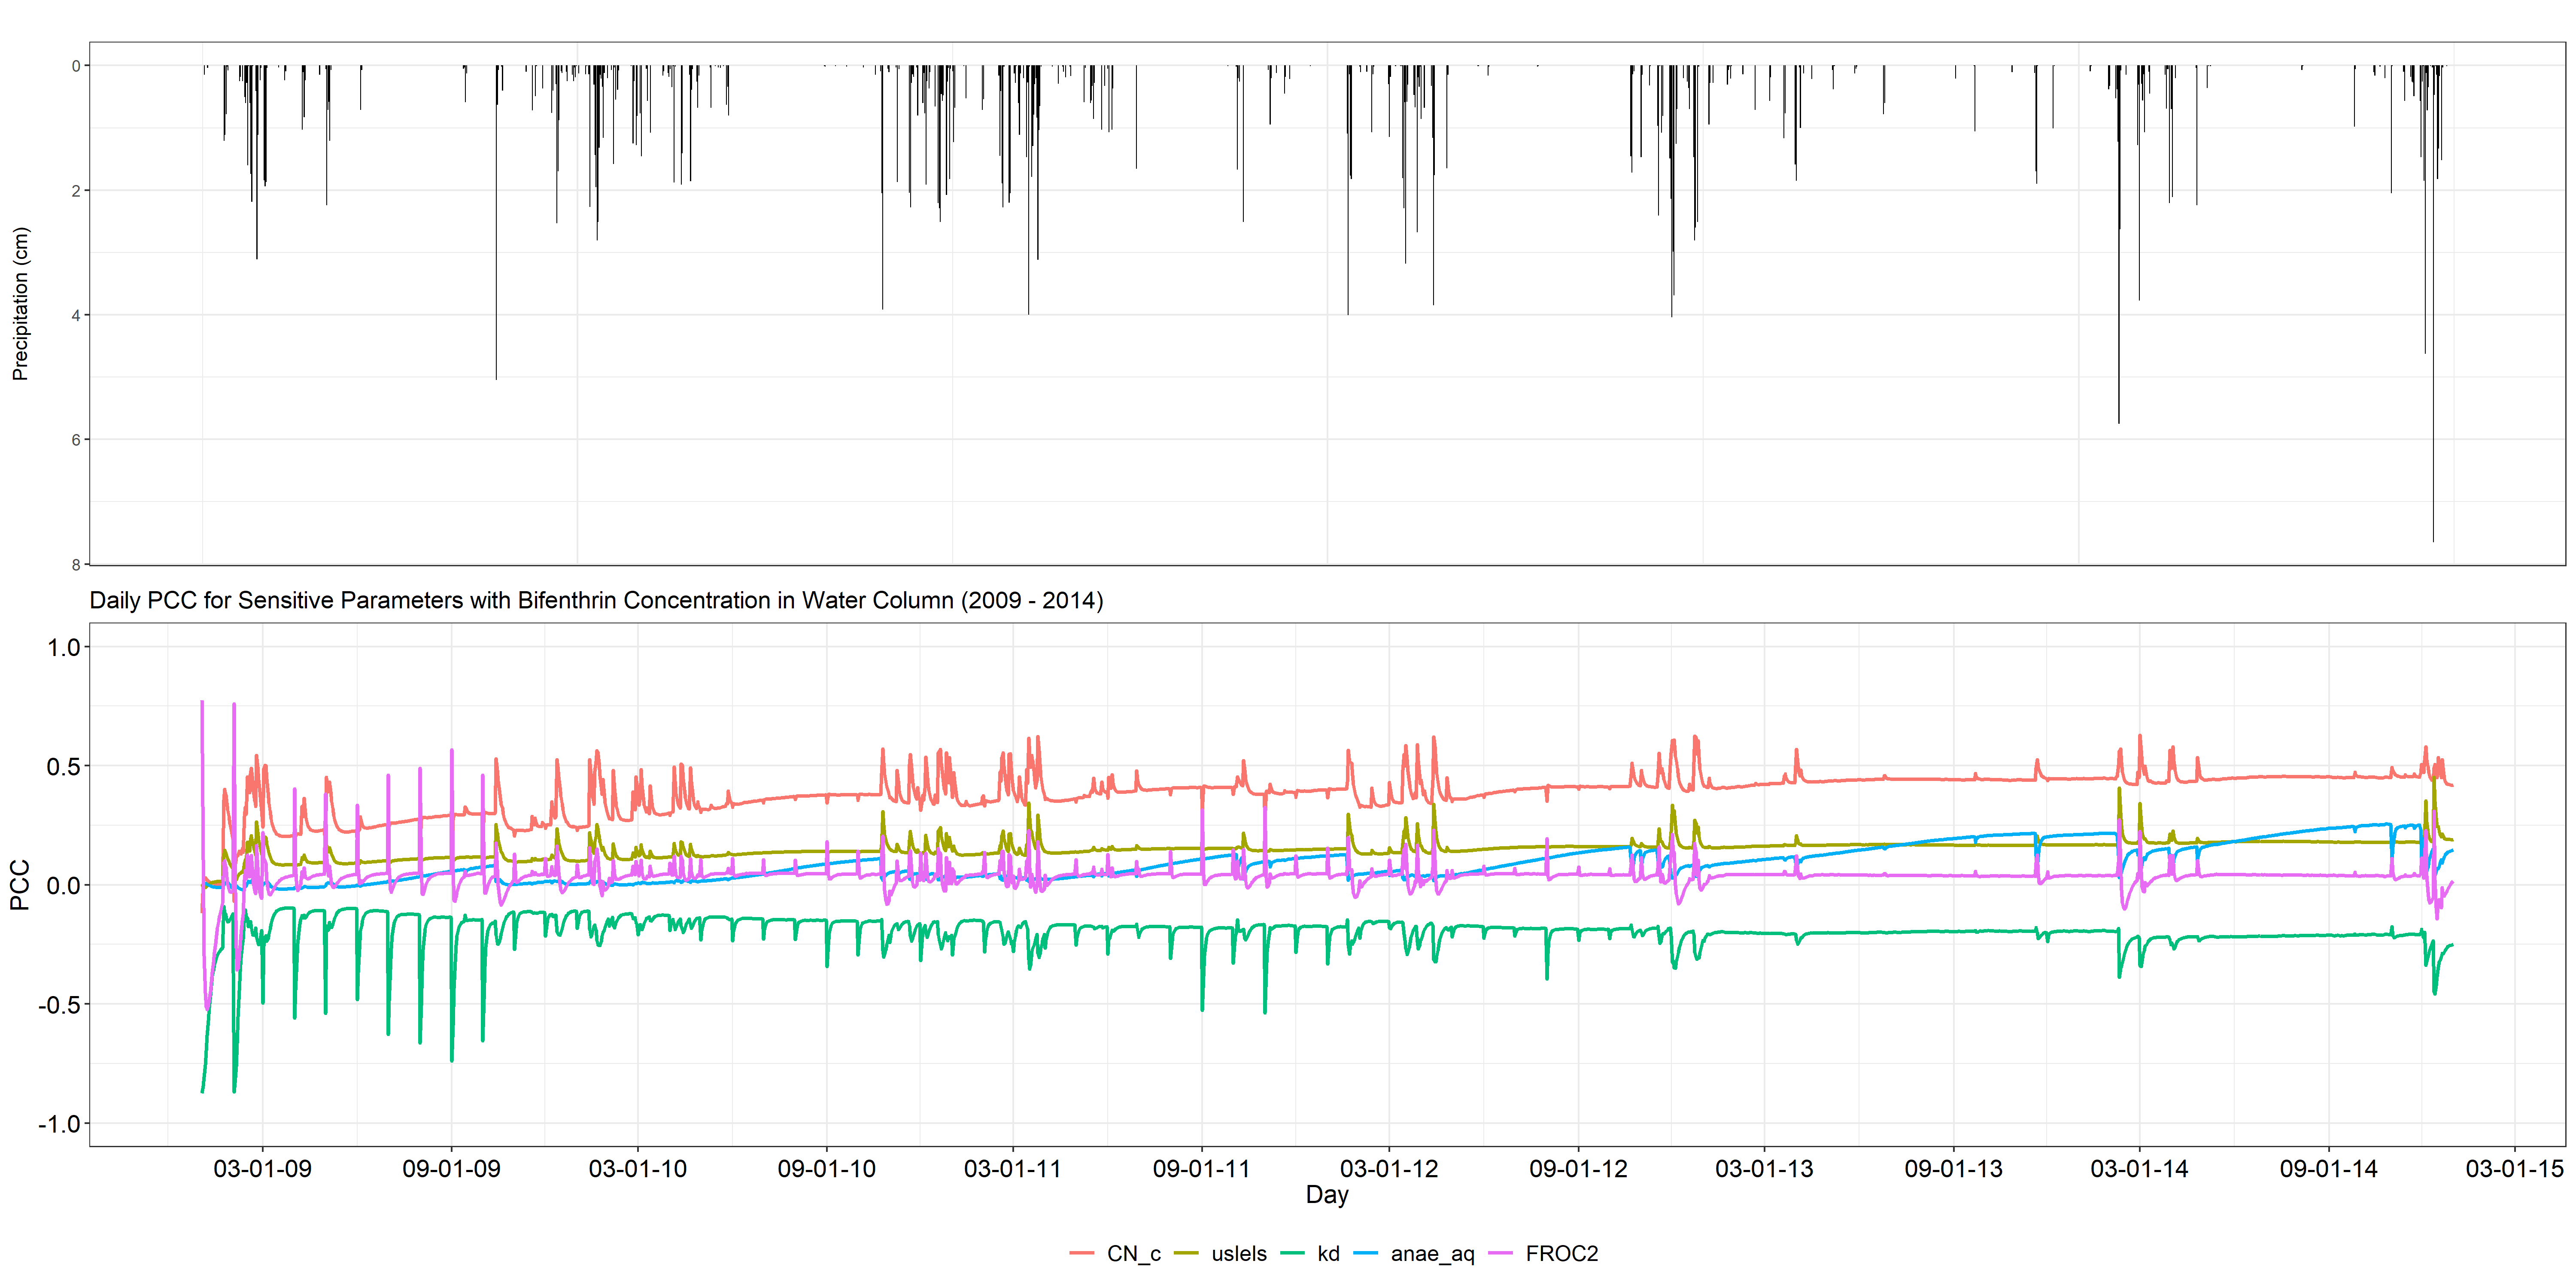 0
2
4
6
8
Precipitation (cm)
Daily PCC for Sensitive Parameters with Bifenthrin Concentration in Water Column (2009 - 2014)
1.0
0.5
0.0
-0.5
-1.0
PCC
03-01-09 09-01-09 03-01-10 09-01-10 03-01-11 09-01-11 03-01-12 09-01-12 03-01-13 09-01-13 03-01-14 09-01-14 03-01-15
Day
CN_c uslels kd anae_aq FROC2